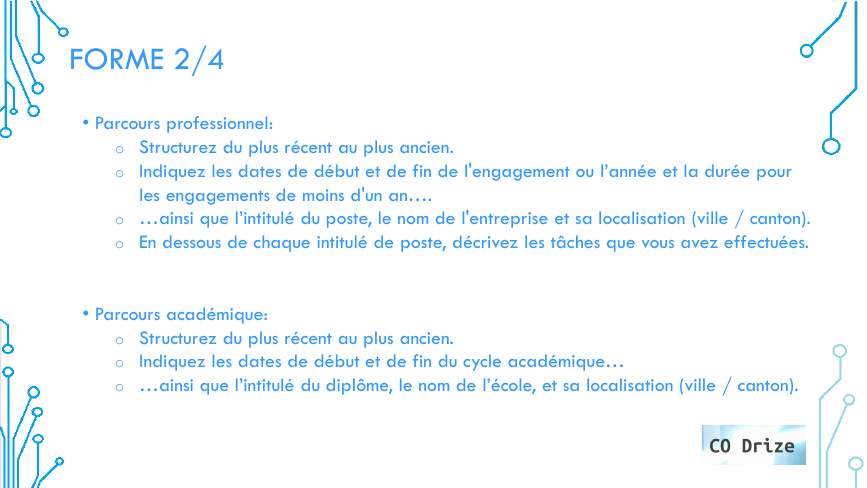 FORME 2/4
• Parcours professionnel:
o Structurez du plus récent au plus ancien.
o Indiquez les dates de début et de fin de l'engagement ou l’année et la durée pour
les engagements de moins d'un an….
o …ainsi que l’intitulé du poste, le nom de l'entreprise et sa localisation (ville / canton).
o En dessous de chaque intitulé de poste, décrivez les tâches que vous avez effectuées.
• Parcours académique:
o Structurez du plus récent au plus ancien.
o Indiquez les dates de début et de fin du cycle académique…
o …ainsi que l’intitulé du diplôme, le nom de l’école, et sa localisation (ville / canton).
CO Drize